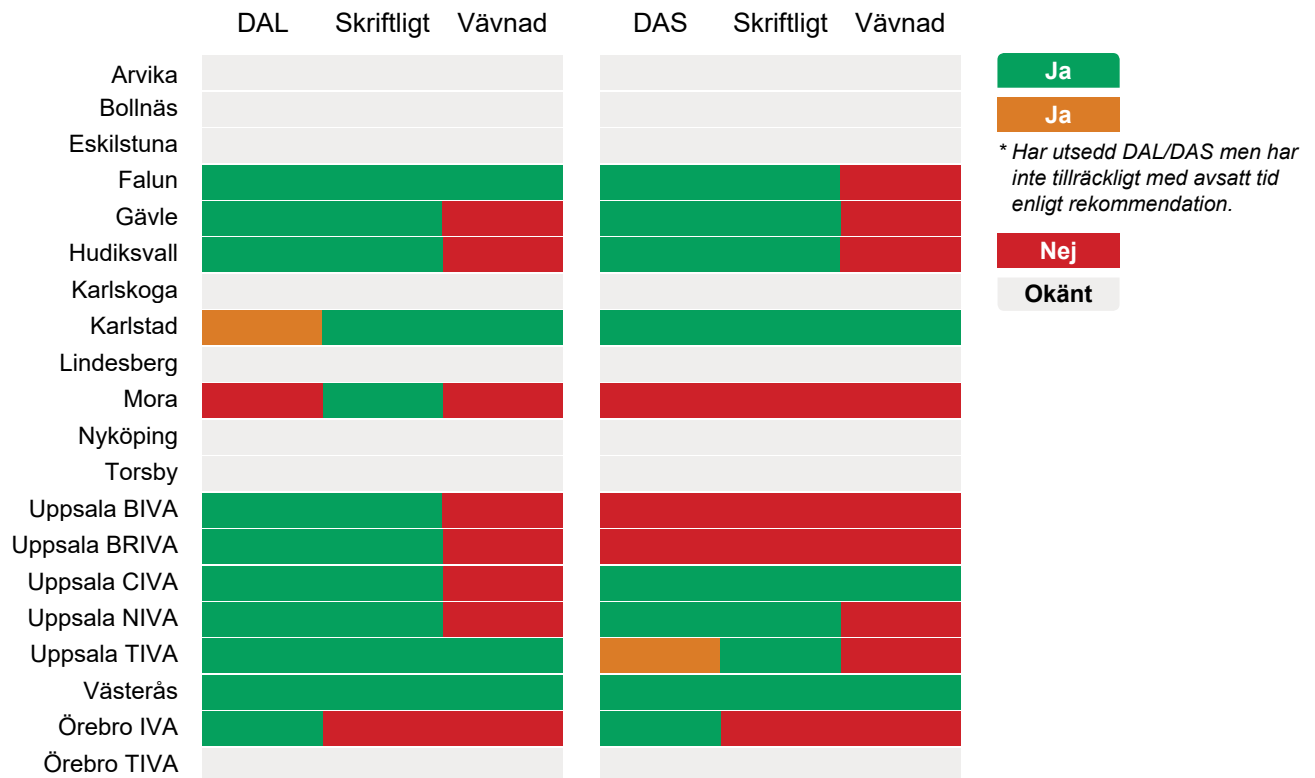 DAL Skriftligt Vävnad DAS Skriftligt Vävnad
Arvika
Bollnäs
Eskilstuna
Falun
Gävle
Hudiksvall
Karlskoga
Karlstad
Lindesberg
Mora
Nyköping
Torsby
Uppsala BIVA
Uppsala BRIVA
Uppsala CIVA
Uppsala NIVA
Uppsala TIVA
Västerås
Örebro IVA
Örebro TIVA
Ja
Ja
* Har utsedd DAL/DAS men har
inte tillräckligt med avsatt tid
enligt rekommendation.
Nej
Okänt